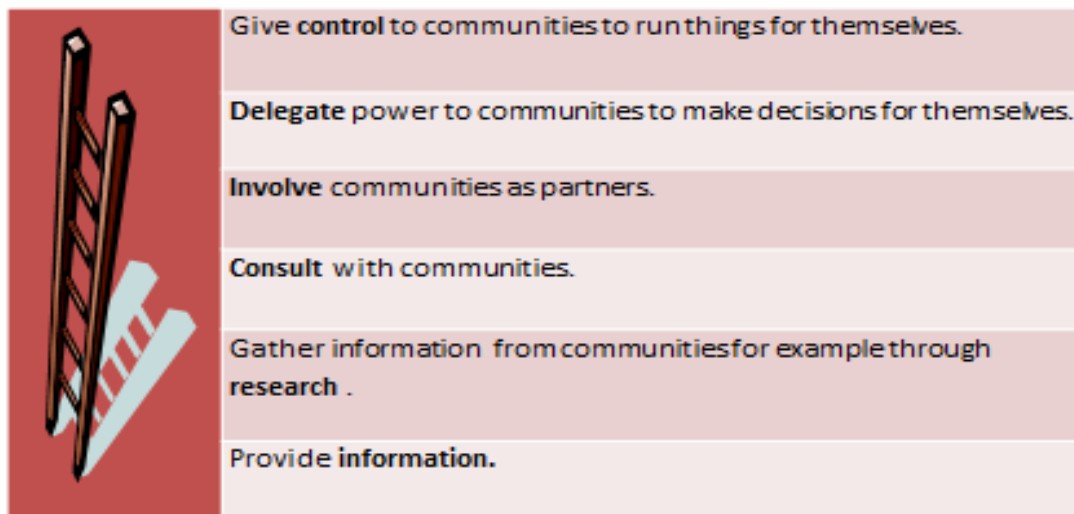 Give control to communities to run things for themselves.
Delegate power to communities to make decisions for themselves.
Involve communities as partners.
Consult with communities.
Gather information from communities for example through
research .
Provide information.